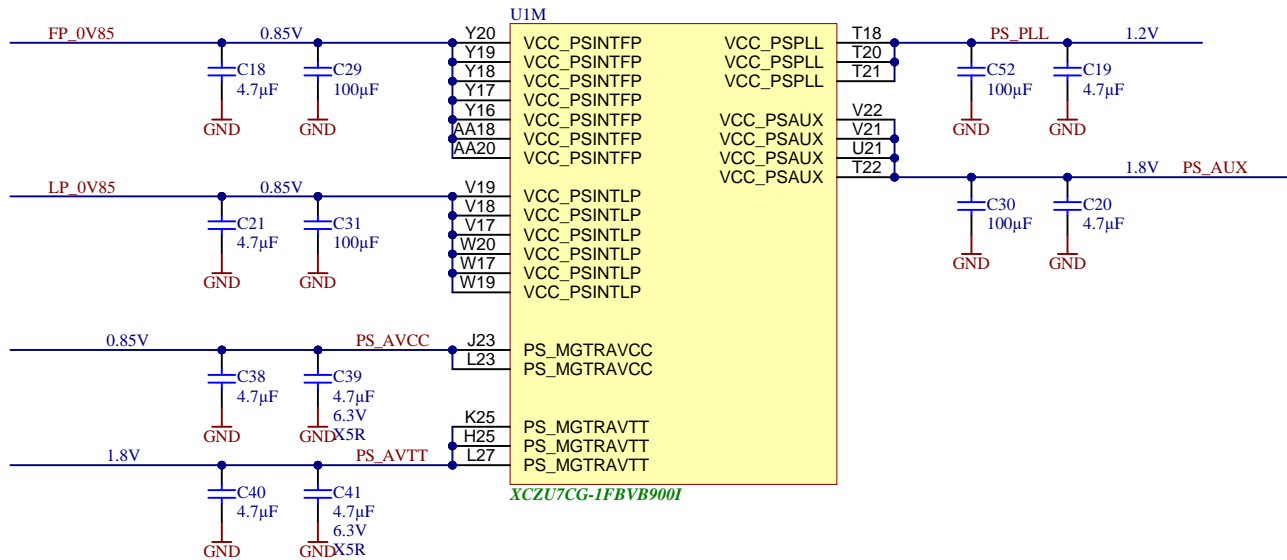 U1M
FP_0V85
0.85V
C18
4.7µF
GND
C29
100µF
GND
Y20
Y19
Y18
Y17
Y16
AA18
AA20
VCC_PSINTFP
VCC_PSINTFP
VCC_PSINTFP
VCC_PSINTFP
VCC_PSINTFP
VCC_PSINTFP
VCC_PSINTFP
LP_0V85
0.85V
C21
4.7µF
GND
C31
100µF
GND
V19
V18
V17
W20
W17
W19
VCC_PSINTLP
VCC_PSINTLP
VCC_PSINTLP
VCC_PSINTLP
VCC_PSINTLP
VCC_PSINTLP
0.85V
PS_AVCC
C38
4.7µF
GND
C39
4.7µF
6.3V
X5R
GND
J23
L23
PS_MGTRAVCC
PS_MGTRAVCC
1.8V
PS_AVTT
C40
4.7µF
GND
C41
4.7µF
6.3V
X5R
GND
K25
H25
L27
PS_MGTRAVTT
PS_MGTRAVTT
PS_MGTRAVTT
VCC_PSPLL
VCC_PSPLL
VCC_PSPLL
T18
T20
T21
PS_PLL
1.2V
C52
100µF
GND
C19
4.7µF
GND
VCC_PSAUX
VCC_PSAUX
VCC_PSAUX
VCC_PSAUX
V22
V21
U21
T22
1.8V
PS_AUX
C30
100µF
GND
C20
4.7µF
GND
XCZU7CG-1FBVB900I